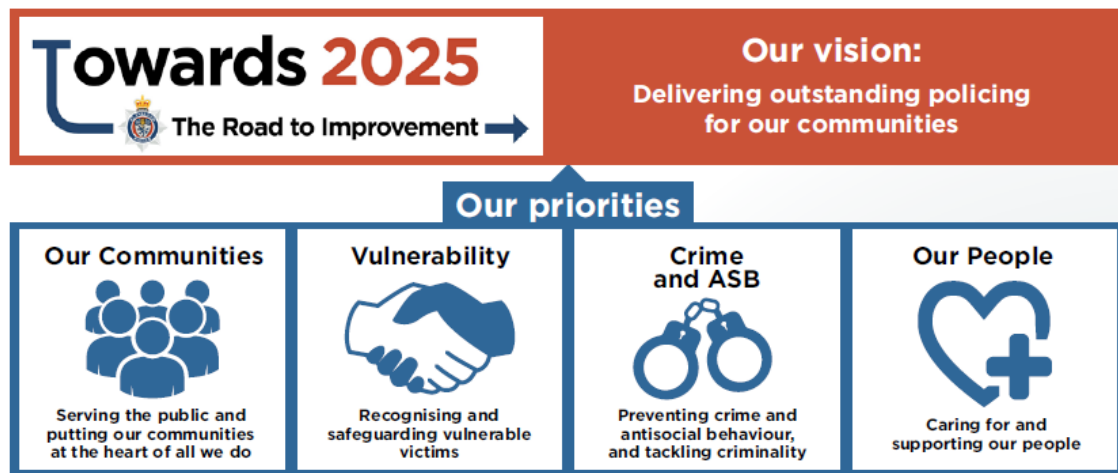 Towards 2025
The Road to Improvement
Our vision:
Delivering outstanding policing
for our communities
Our priorities
Our Communities
Serving the public and
putting our communities
at the heart of all we do
Vulnerability
Recognising and
safeguarding vulnerable
victims
Crime
and ASB
Preventing crime and
antisocial behaviour,
and tackling criminality
Our People
Caring for and
supporting our people